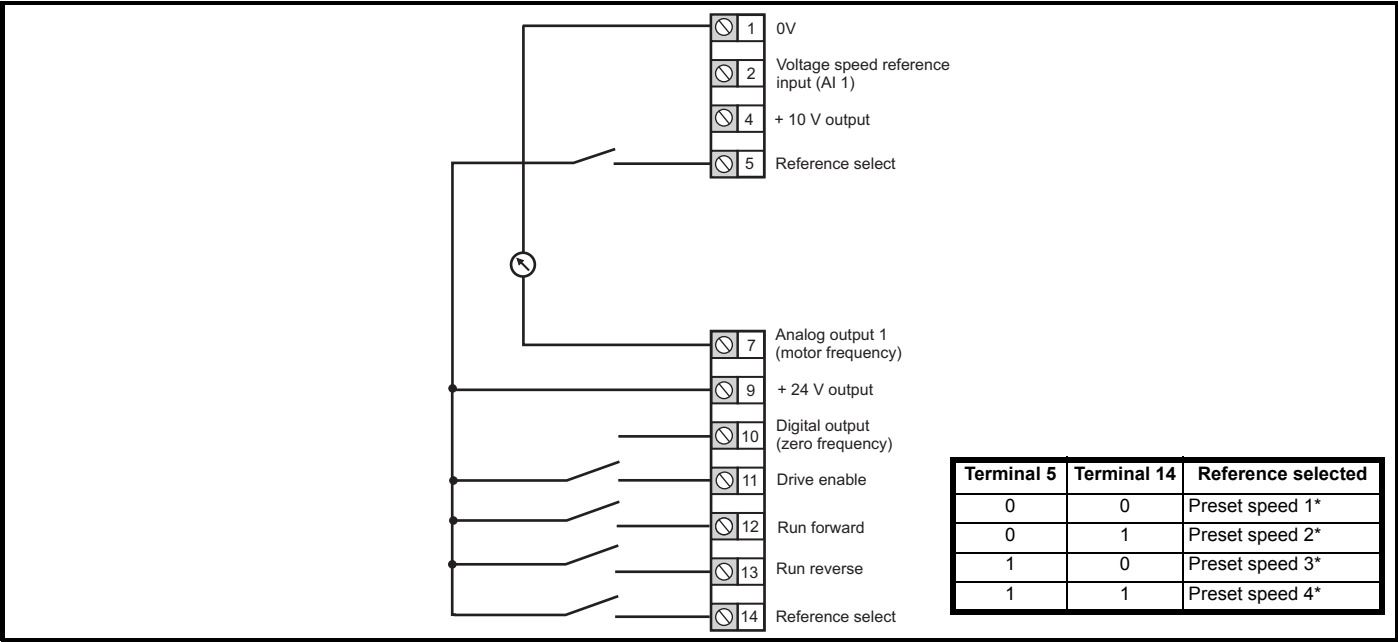 1 0V
2 Voltage speed reference
input (AI 1)
4 + 10 V output
5 Reference select
7 Analog output 1
(motor frequency)
9 + 24 V output
10 Digital output
(zero frequency)
11 Drive enable
12 Run forward
13 Run reverse
14 Reference select
Terminal 5 Terminal 14 Reference selected
0 0 Preset speed 1*
0 1 Preset speed 2*
1 0 Preset speed 3*
1 1 Preset speed 4*